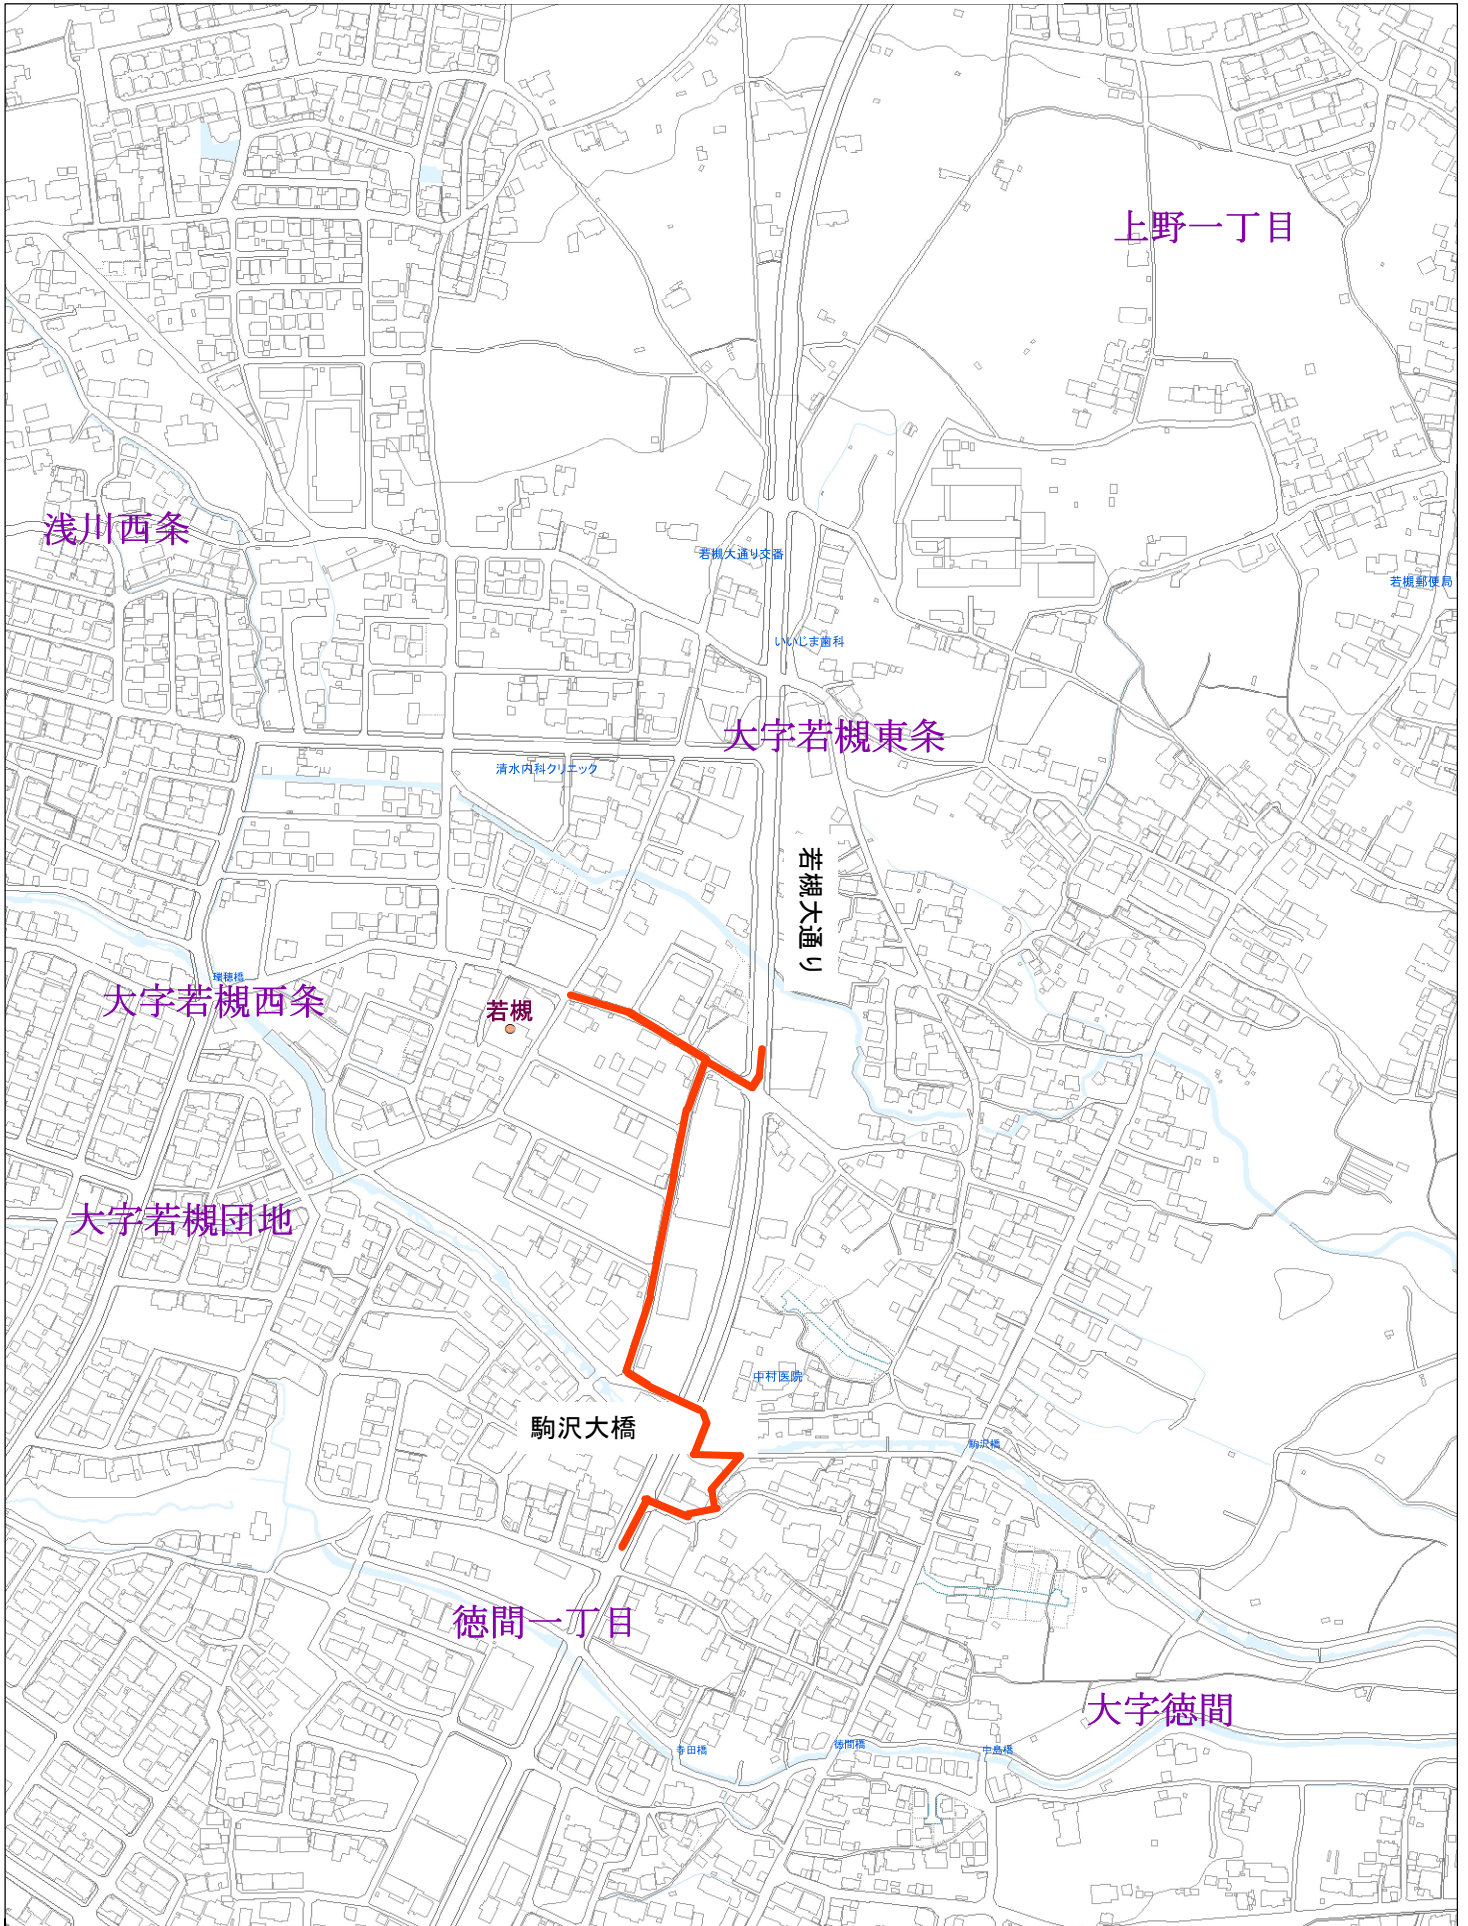 上野一丁目
浅川西条
若槻大通り交番
若槻郵便局
いいじま歯科
大字若槻東条
清水内科クリニック
若槻大通り
瑞穂橋
大字若槻西条
若槻
大字若槻団地
中村医院
駒沢大橋
駒沢橋
徳間一丁目
大字徳間
寺田橋
徳間橋
中島橋